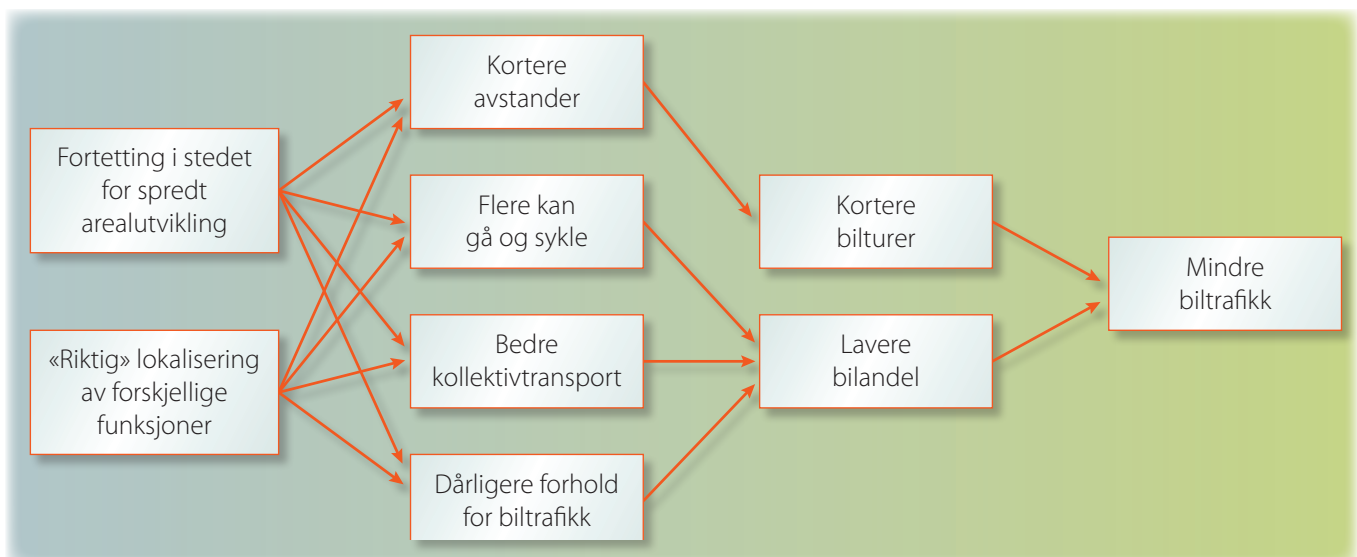 Kortere
avstander
Fortetting i stedet
for spredt
arealutvikling
Flere kan
gå og sykle
Kortere
bilturer
Mindre
biltrafikk
«Riktig» lokalisering
av forskjellige
funksjoner
Bedre
kollektivtransport
Lavere
bilandel
Dårligere forhold
for biltrafikk